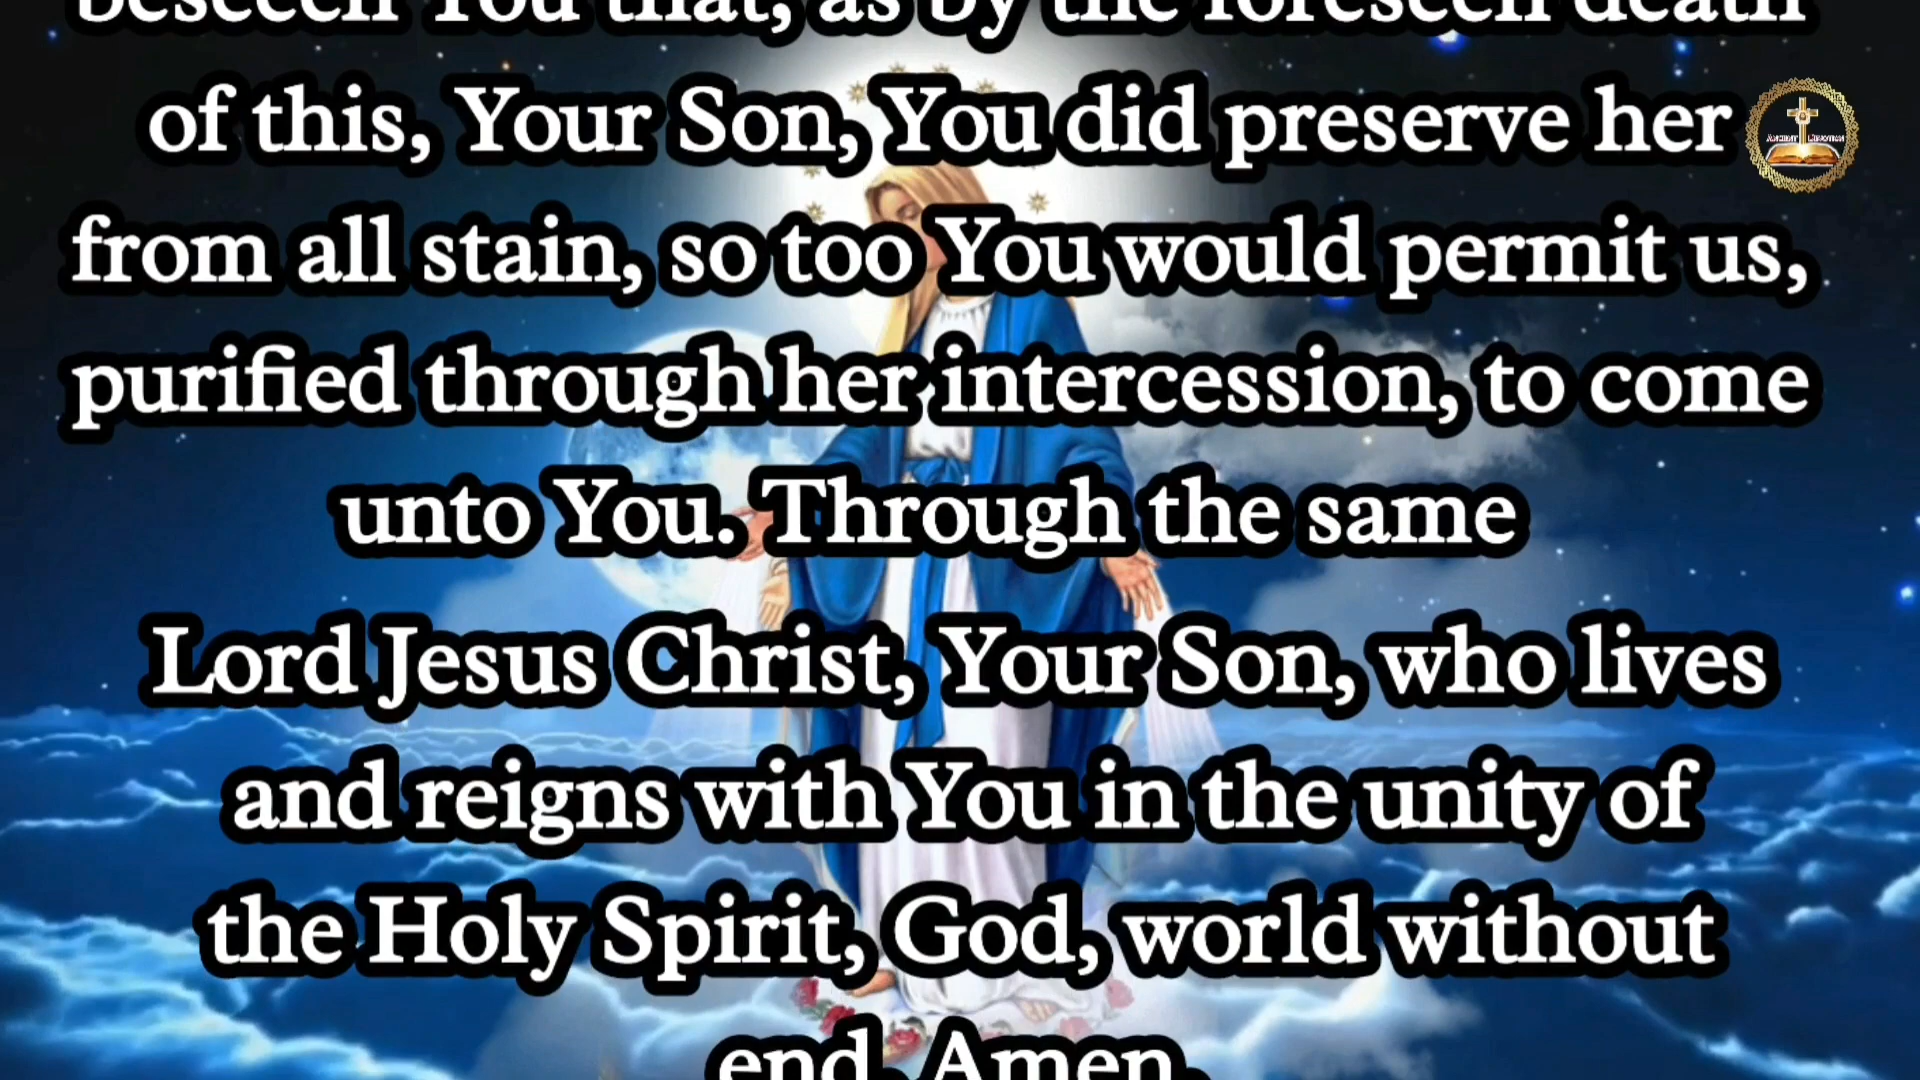 beseech You that, as by the foreseen death
of this, Your Son, You did preserve her
from all stain, so too You would permit us,
purified through her intercession, to come
unto You. Through the same
Lord Jesus Christ, Your Son, who lives
and reigns with You in the unity of
the Holy Spirit, God, world without
end. Amen.
ANCIENT DEVOTION